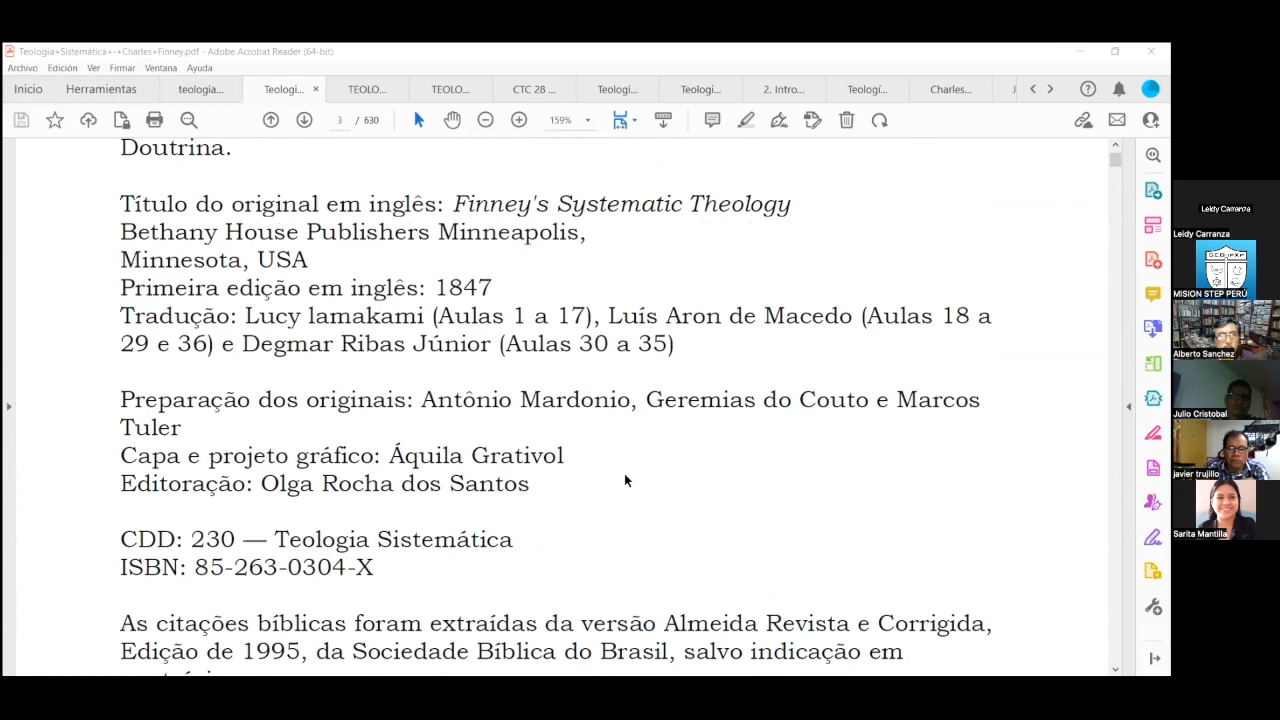 Teologia+Sistemática+-+Charles+Finney.pdf - Adobe Acrobat Reader (64-bit)
Archivo Edición Ver Firmar Ventana Ayuda
Inicio Herramientas teologia... Teologi... × TEOLO... TEOLO... CTC 28 ... Teologi... Teologi... 2. Intro... Teologí... Charles...
3 / 630 159%
Doutrina.
Título do original em inglês: Finney's Systematic Theology
Bethany House Publishers Minneapolis,
Minnesota, USA
Primeira edição em inglês: 1847
Tradução: Lucy Iamakami (Aulas 1 a 17), Luís Aron de Macedo (Aulas 18 a
29 e 36) e Degmar Ribas Júnior (Aulas 30 a 35)
Preparação dos originais: Antônio Mardonio, Geremias do Couto e Marcos
Tuler
Capa e projeto gráfico: Áquila Grativol
Editoração: Olga Rocha dos Santos
CDD: 230 — Teologia Sistemática
ISBN: 85-263-0304-X
As citações bíblicas foram extraídas da versão Almeida Revista e Corrigida,
Edição de 1995, da Sociedade Bíblica do Brasil, salvo indicação em
Leidy Carranza
Leidy Carranza
MISION STEP PERÚ
Alberto Sanchez
Julio Cristobal
javier trujillo
Sarita Mantilla